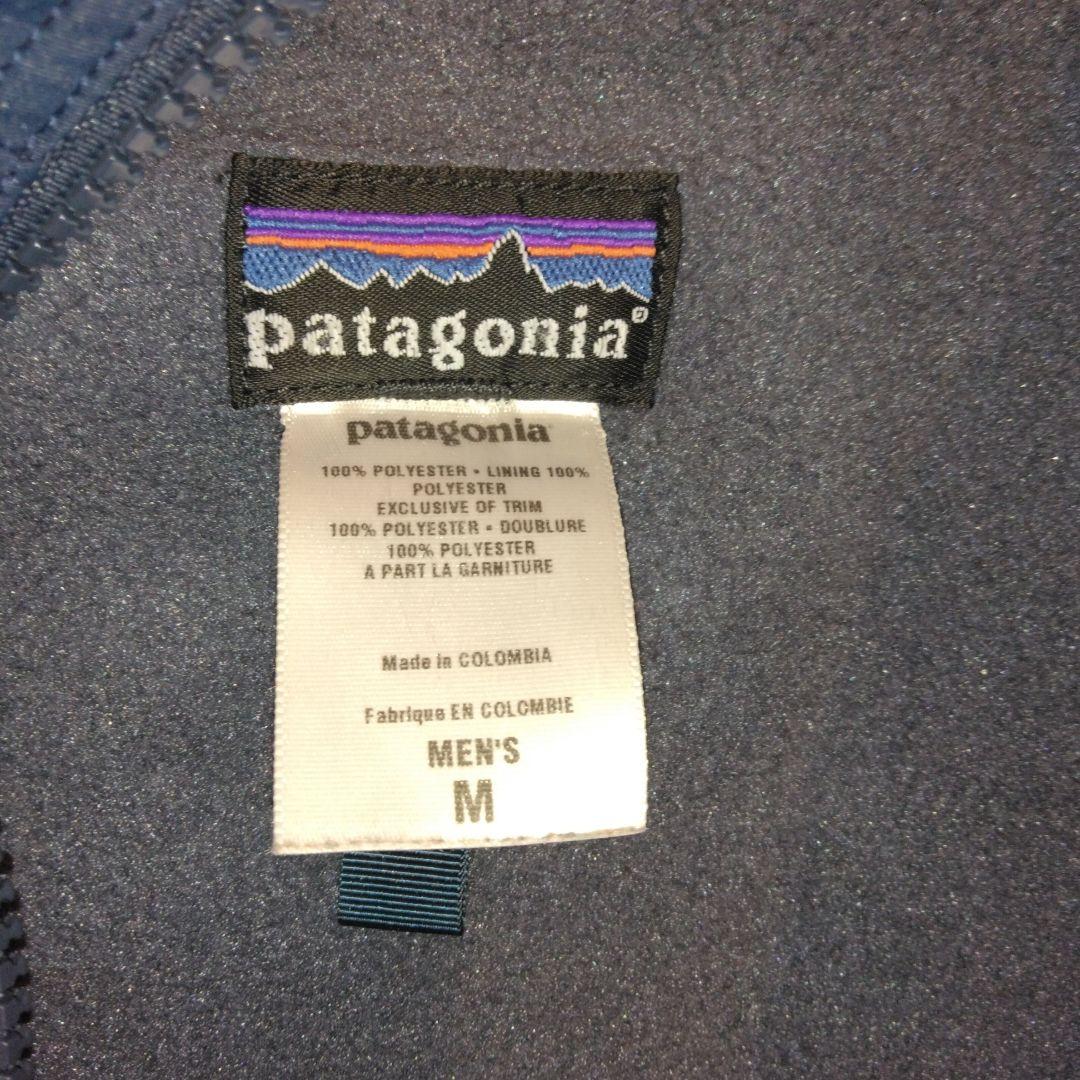 patagonia®
patagonia
100% POLYESTER • LINING 100%
POLYESTER
EXCLUSIVE OF TRIM
100% POLYESTER • DOUBLURE
100% POLYESTER
A PART LA GARNITURE
Made in COLOMBIA
Fabrique EN COLOMBIE
MEN'S
M